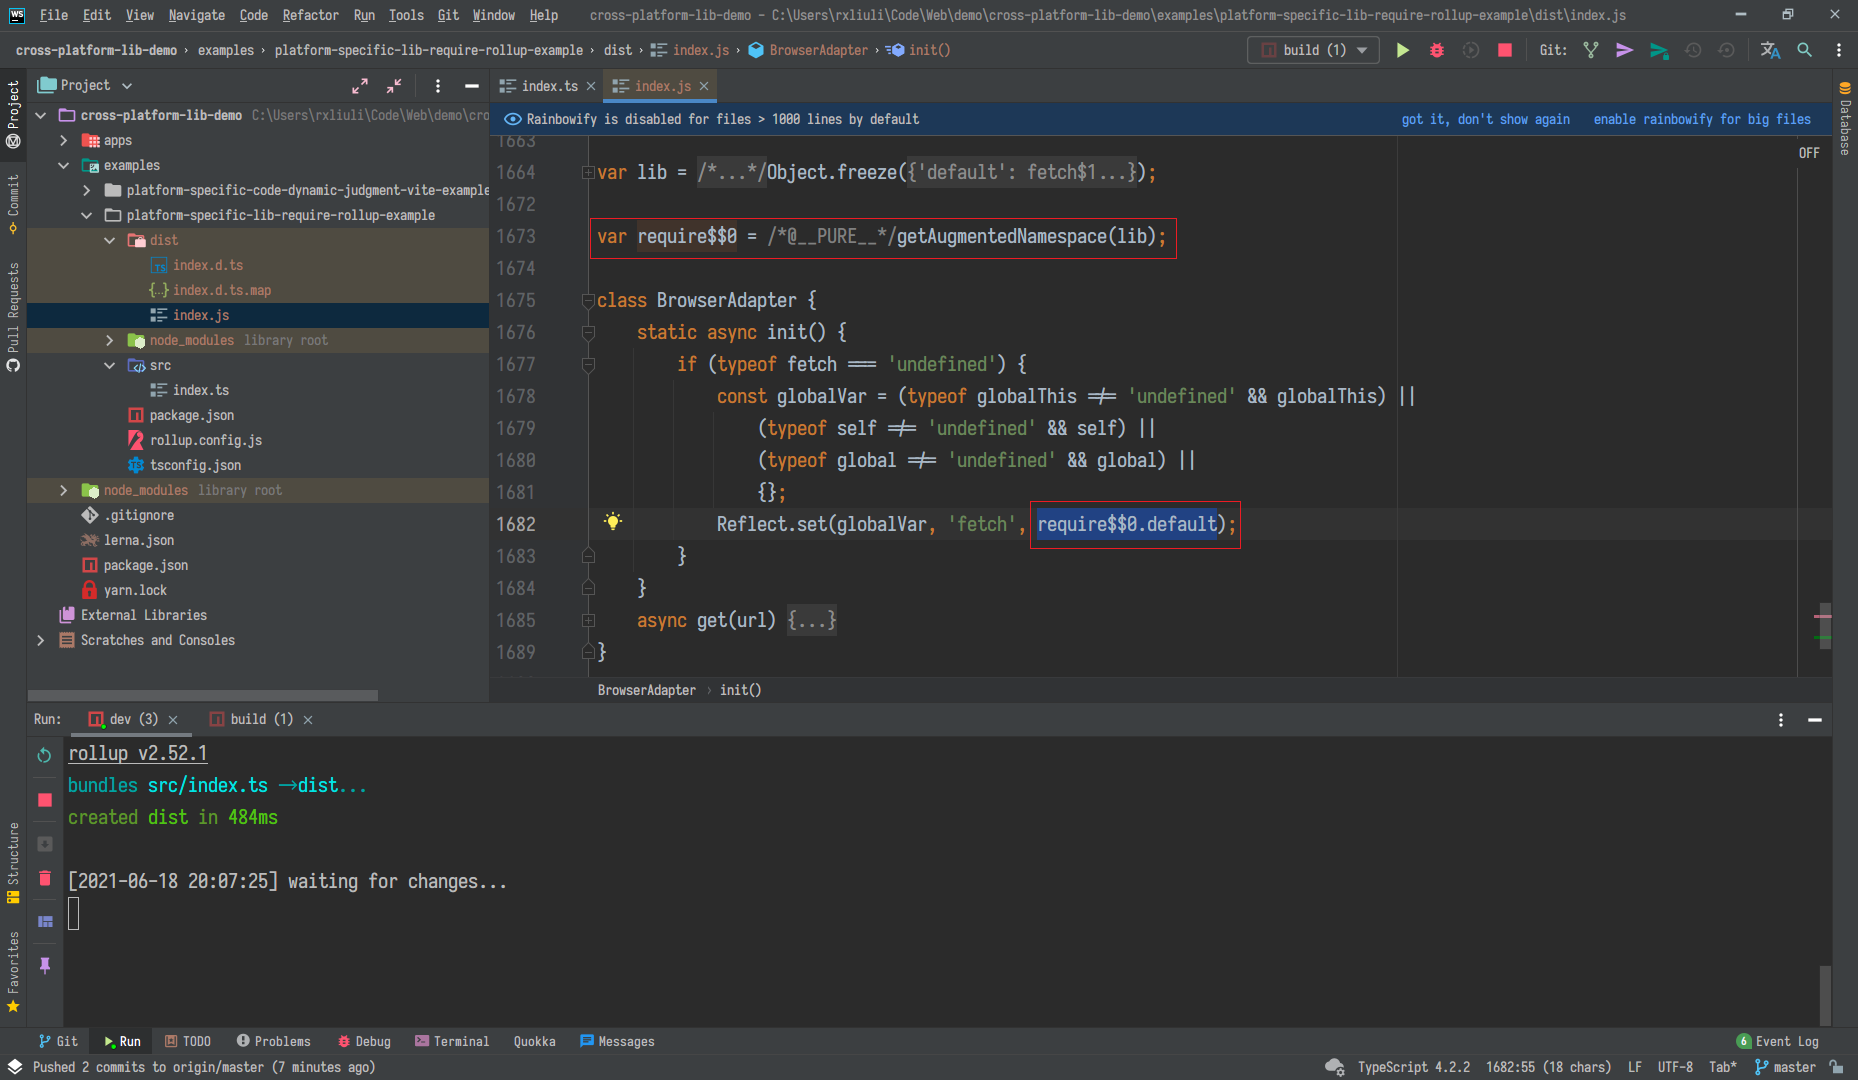 WS File Edit View Navigate Code Refactor Run Tools Git Window Help cross-platform-lib-demo – C:\Users\rxliuli\Code\Web\demo\cross-platform-lib-demo\examples\platform-specific-lib-require-rollup-example\dist\index.js
cross-platform-lib-demo › examples › platform-specific-lib-require-rollup-example › dist › index.js › BrowserAdapter › init()
build (1) Git:
Project
index.ts index.js
Project
Commit
Pull Requests
Structure
Favorites
Database
cross-platform-lib-demo C:\Users\rxliuli\Code\Web\demo\cro
apps
examples
platform-specific-code-dynamic-judgment-vite-example
platform-specific-lib-require-rollup-example
dist
index.d.ts
index.d.ts.map
index.js
node_modules library root
src
index.ts
package.json
rollup.config.js
tsconfig.json
node_modules library root
.gitignore
lerna.json
package.json
yarn.lock
External Libraries
Scratches and Consoles
Rainbowify is disabled for files > 1000 lines by default got it, don't show again enable rainbowify for big files
OFF
1663
1664 var lib = /*...*/Object.freeze({'default': fetch$1...});
1672
1673 var require$$0 = /*@__PURE__*/getAugmentedNamespace(lib);
1674
1675 class BrowserAdapter {
1676 static async init() {
1677 if (typeof fetch === 'undefined') {
1678 const globalVar = (typeof globalThis !== 'undefined' && globalThis) ||
1679 (typeof self !== 'undefined' && self) ||
1680 (typeof global !== 'undefined' && global) ||
1681 {};
1682 Reflect.set(globalVar, 'fetch', require$$0.default);
1683 }
1684 }
1685 async get(url) {...}
1689 }
BrowserAdapter › init()
Run: dev (3) build (1)
rollup v2.52.1
bundles src/index.ts →dist...
created dist in 484ms
[2021-06-18 20:07:25] waiting for changes...
Git Run TODO Problems Debug Terminal Quokka Messages 6 Event Log
Pushed 2 commits to origin/master (7 minutes ago) TypeScript 4.2.2 1682:55 (18 chars) LF UTF-8 Tab* master